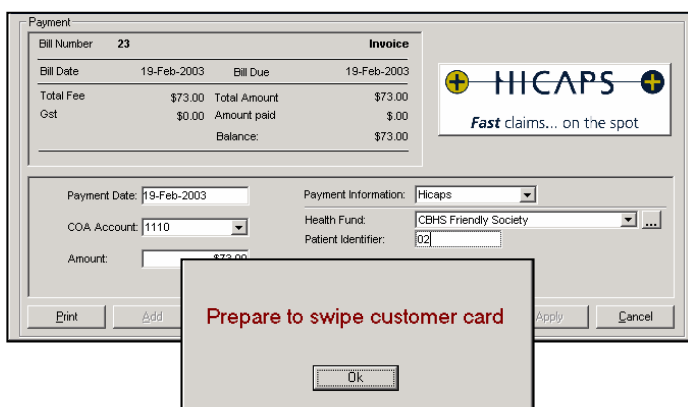 Payment
Bill Number 23 Invoice
Bill Date 19-Feb-2003 Bill Due 19-Feb-2003
Total Fee $73.00 Total Amount $73.00
Gst $0.00 Amount paid $.00
Balance: $73.00
HICAPS
Fast claims... on the spot
Payment Date: 19-Feb-2003 Payment Information: Hicaps
COA Account: 1110 Health Fund: CBHS Friendly Society ...
Patient Identifier: 02
Amount: $73.00
Prepare to swipe customer card
Print Add Apply Cancel
Ok